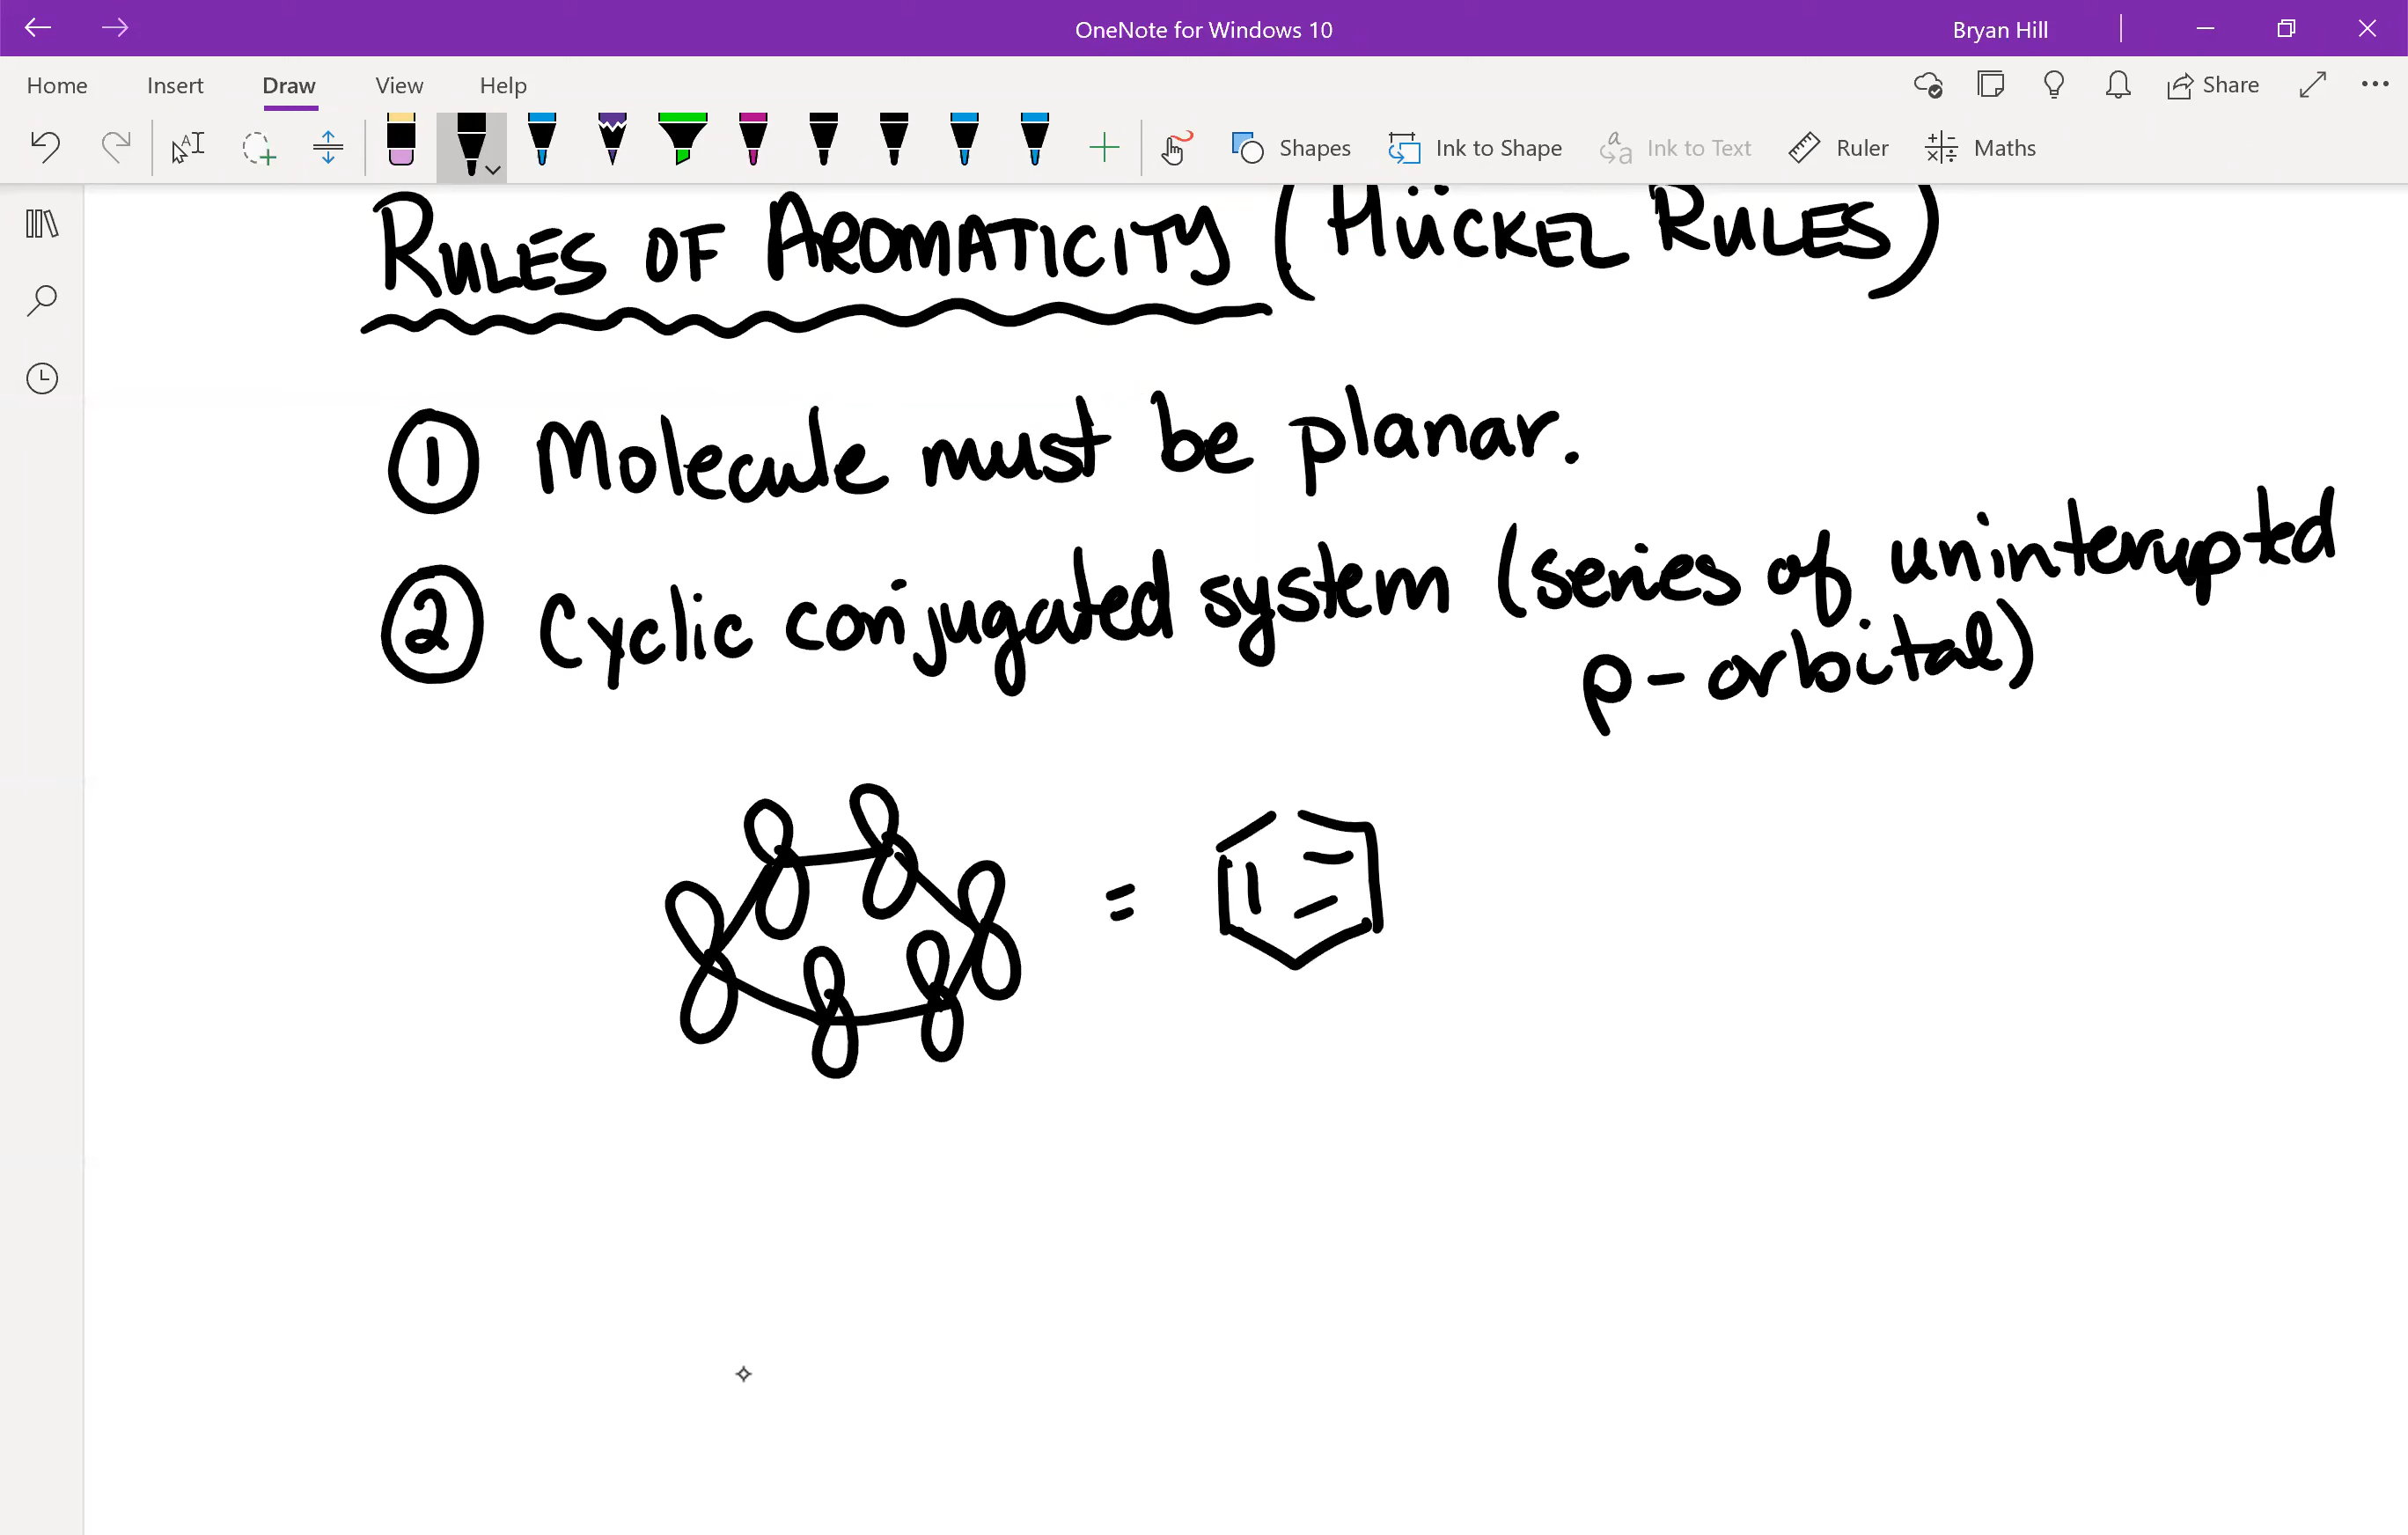 OneNote for Windows 10
Bryan Hill
Home Insert Draw View Help
Share
Shapes Ink to Shape Ink to Text Ruler Maths
RULES OF AROMATICITY (HÜCKEL RULES)
① Molecule must be planar.
② Cyclic conjugated system (series of uninterupted
p-orbital)
=